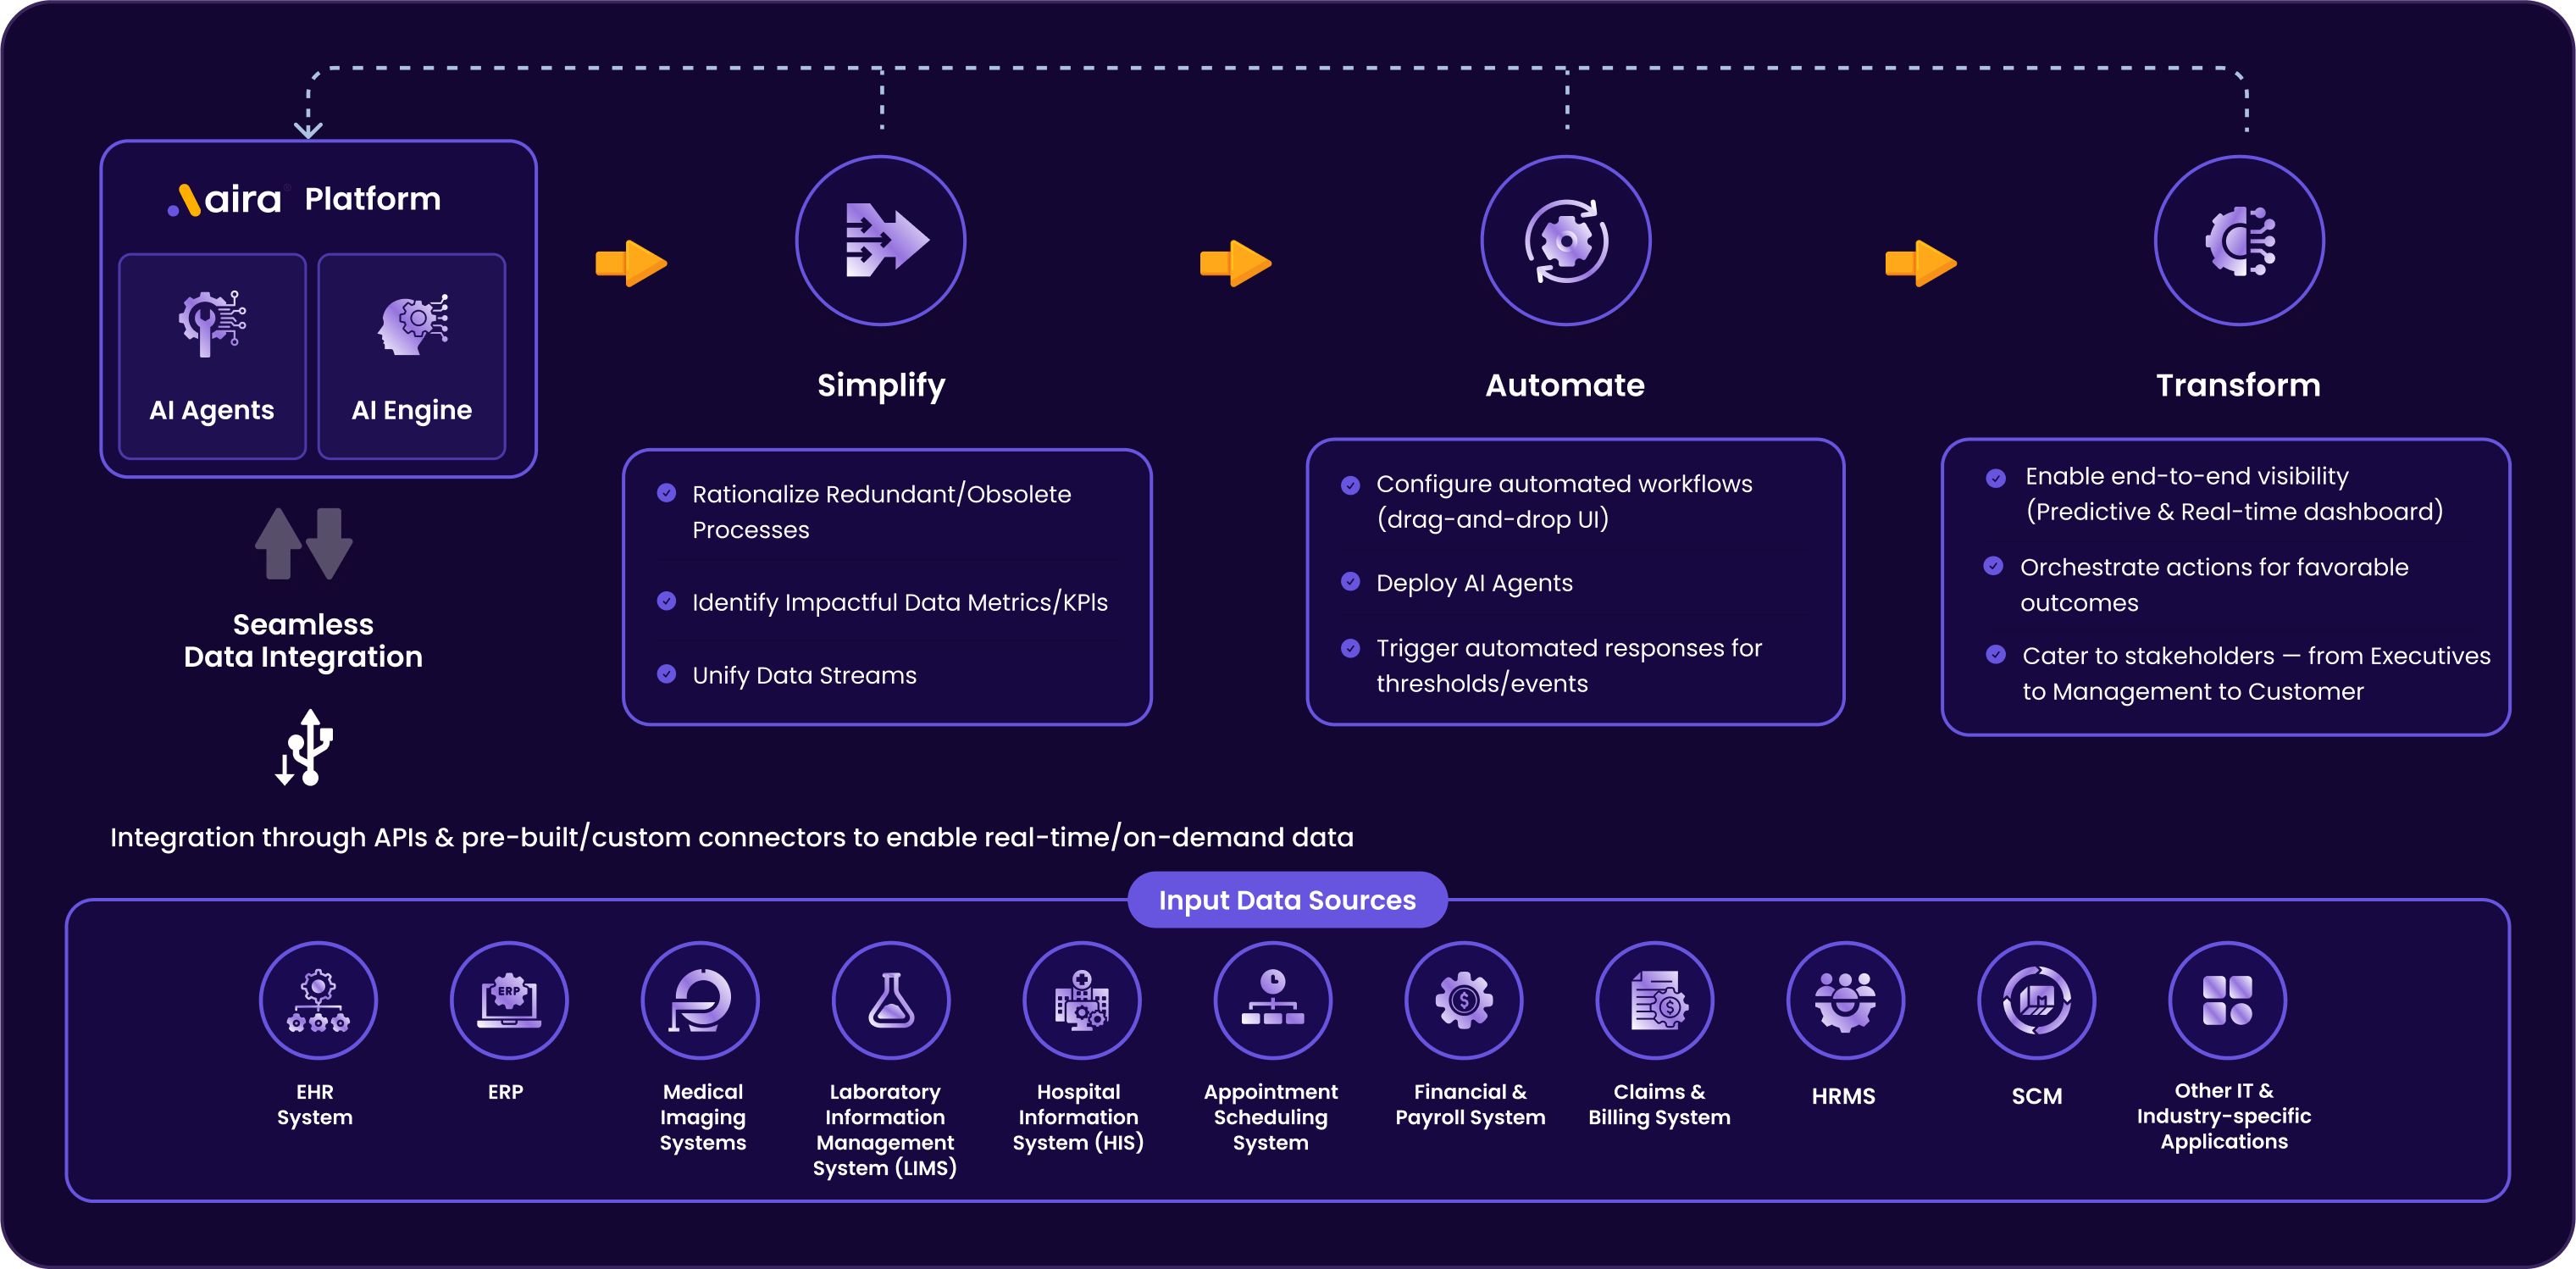 aira Platform
AI Agents
AI Engine
Seamless
Data Integration
Simplify
Rationalize Redundant/Obsolete
Processes
Identify Impactful Data Metrics/KPIs
Unify Data Streams
Automate
Configure automated workflows
(drag-and-drop UI)
Deploy AI Agents
Trigger automated responses for
thresholds/events
Transform
Enable end-to-end visibility
(Predictive & Real-time dashboard)
Orchestrate actions for favorable
outcomes
Cater to stakeholders — from Executives
to Management to Customer
Integration through APIs & pre-built/custom connectors to enable real-time/on-demand data
Input Data Sources
EHR
System
ERP
ERP
Medical
Imaging
Systems
Laboratory
Information
Management
System (LIMS)
Hospital
Information
System (HIS)
Appointment
Scheduling
System
Financial &
Payroll System
Claims &
Billing System
HRMS
SCM
Other IT &
Industry-specific
Applications